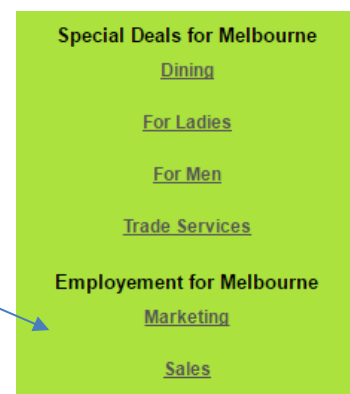 Special Deals for Melbourne
Dining
For Ladies
For Men
Trade Services
Employement for Melbourne
Marketing
Sales